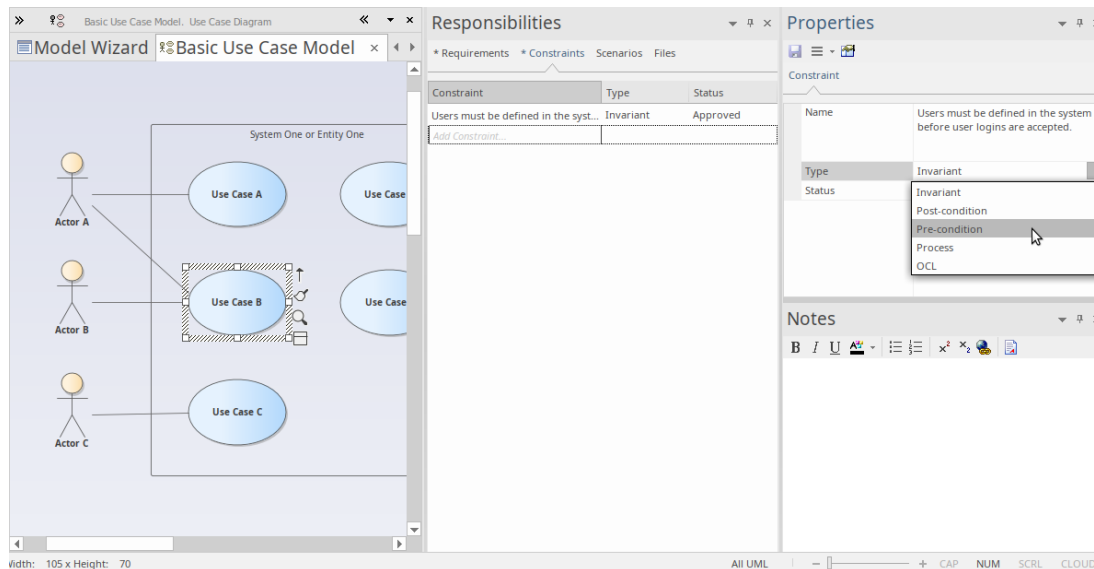 Basic Use Case Model. Use Case Diagram
Model Wizard
Basic Use Case Model
System One or Entity One
Use Case A
Use Case
Actor A
Use Case B
Use Case
Actor B
Use Case C
Actor C
Responsibilities
* Requirements * Constraints Scenarios Files
Constraint Type Status
Users must be defined in the syst... Invariant Approved
Add Constraint...
Properties
Constraint
Name Users must be defined in the system
before user logins are accepted.
Type Invariant
Status
Invariant
Post-condition
Pre-condition
Process
OCL
Notes
B I U A x² x₂
Width: 105 x Height: 70 All UML CAP NUM SCRL CLOUD